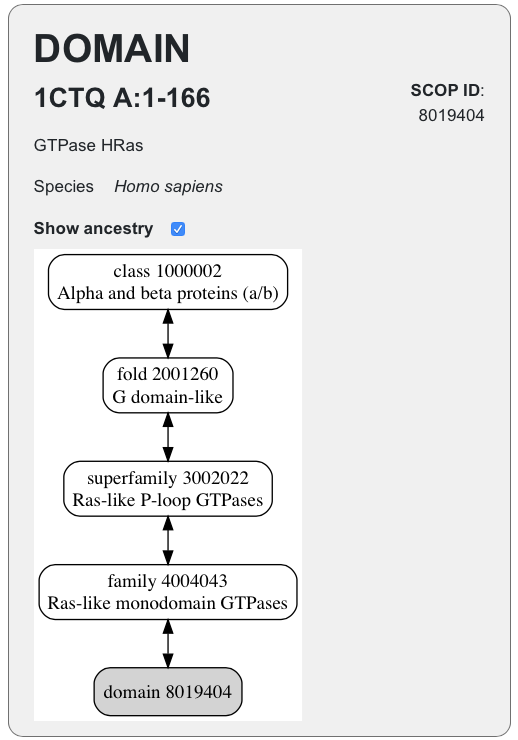 DOMAIN
1CTQ A:1-166
SCOP ID:
8019404
GTPase HRas
Species Homo sapiens
Show ancestry
class 1000002
Alpha and beta proteins (a/b)
fold 2001260
G domain-like
superfamily 3002022
Ras-like P-loop GTPases
family 4004043
Ras-like monodomain GTPases
domain 8019404